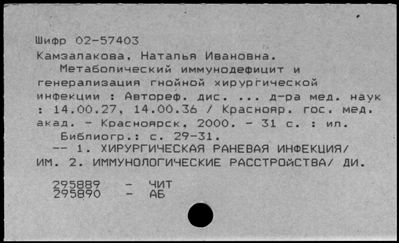 Шифр 02-57403
Камзалакова, Наталья Ивановна.
Метаболический иммунодефицит и
генерализация гнойной хирургической
инфекции : Автореф. дис. ... д-ра мед. наук
: 14.00.27, 14.00.36 / Краснояр. гос. мед.
акад. - Красноярск, 2000. - 31 с. : ил.
Библиогр.: с. 29-31.
-- 1. ХИРУРГИЧЕСКАЯ РАНЕВАЯ ИНФЕКЦИЯ/
ИМ. 2. ИММУНОЛОГИЧЕСКИЕ РАССТРОЙСТВА/ ДИ.
295889 - ЧИТ
295890 - АБ